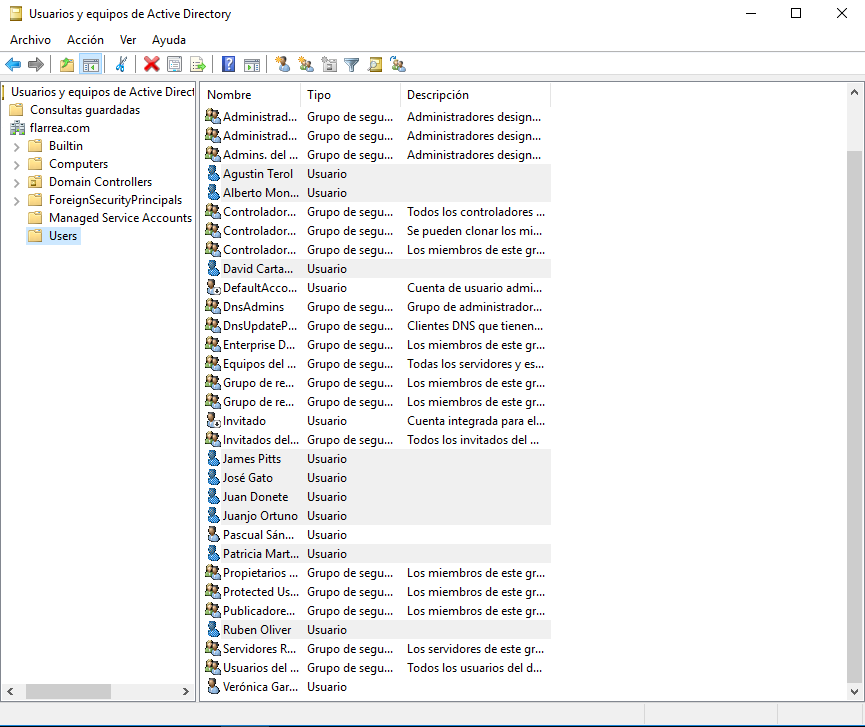 Usuarios y equipos de Active Directory
Archivo Acción Ver Ayuda
Usuarios y equipos de Active Direct
Consultas guardadas
flarrea.com
Builtin
Computers
Domain Controllers
ForeignSecurityPrincipals
Managed Service Accounts
Users
Nombre Tipo Descripción
Administrad... Grupo de segu... Administradores design...
Administrad... Grupo de segu... Administradores design...
Admins. del ... Grupo de segu... Administradores design...
Agustin Terol Usuario
Alberto Mon... Usuario
Controlador... Grupo de segu... Todos los controladores ...
Controlador... Grupo de segu... Se pueden clonar los mi...
Controlador... Grupo de segu... Los miembros de este gr...
David Carta... Usuario
DefaultAcco... Usuario Cuenta de usuario admi...
DnsAdmins Grupo de segu... Grupo de administrador...
DnsUpdateP... Grupo de segu... Clientes DNS que tienen...
Enterprise D... Grupo de segu... Los miembros de este gr...
Equipos del ... Grupo de segu... Todas los servidores y es...
Grupo de re... Grupo de segu... Los miembros de este gr...
Grupo de re... Grupo de segu... Los miembros de este gr...
Invitado Usuario Cuenta integrada para el...
Invitados del... Grupo de segu... Todos los invitados del ...
James Pitts Usuario
José Gato Usuario
Juan Donete Usuario
Juanjo Ortuno Usuario
Pascual Sán... Usuario
Patricia Mart... Usuario
Propietarios ... Grupo de segu... Los miembros de este gr...
Protected Us... Grupo de segu... Los miembros de este gr...
Publicadore... Grupo de segu... Los miembros de este gr...
Ruben Oliver Usuario
Servidores R... Grupo de segu... Los servidores de este gr...
Usuarios del ... Grupo de segu... Todos los usuarios del d...
Verónica Gar... Usuario